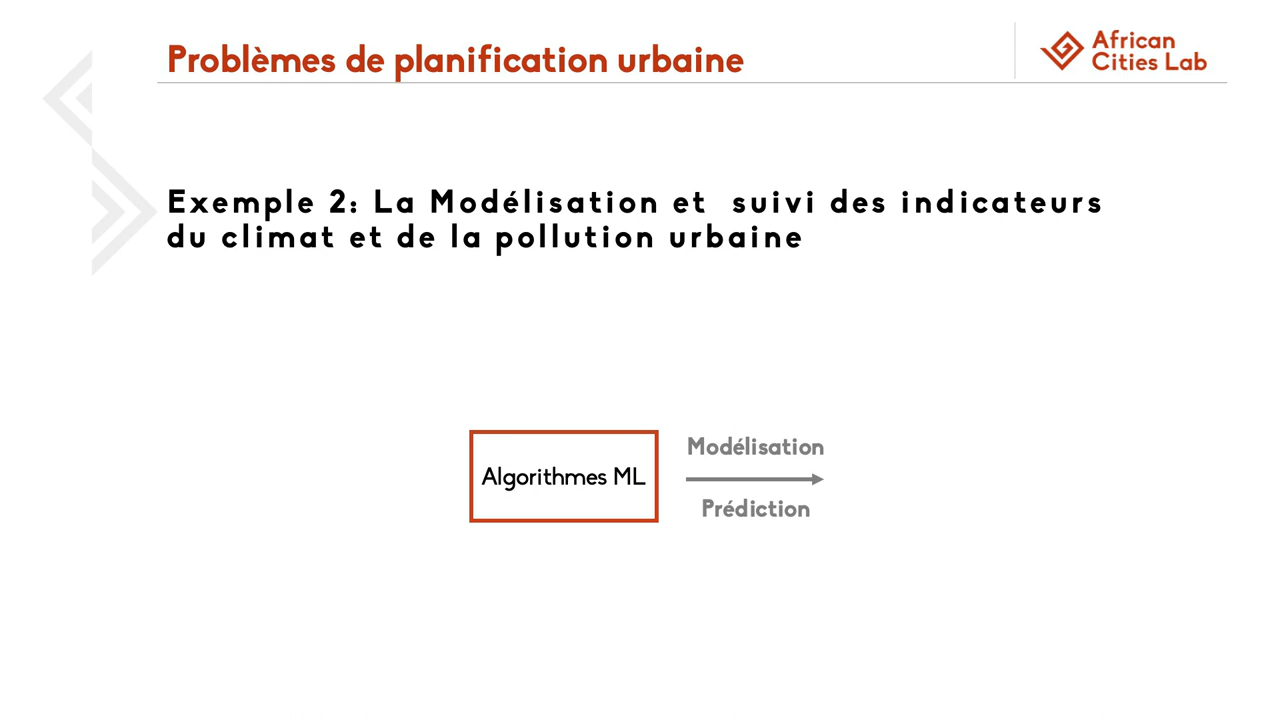 Problèmes de planification urbaine
African
Cities Lab
Exemple 2: La Modélisation et  suivi des indicateurs
du climat et de la pollution urbaine
Algorithmes ML
Modélisation
Prédiction